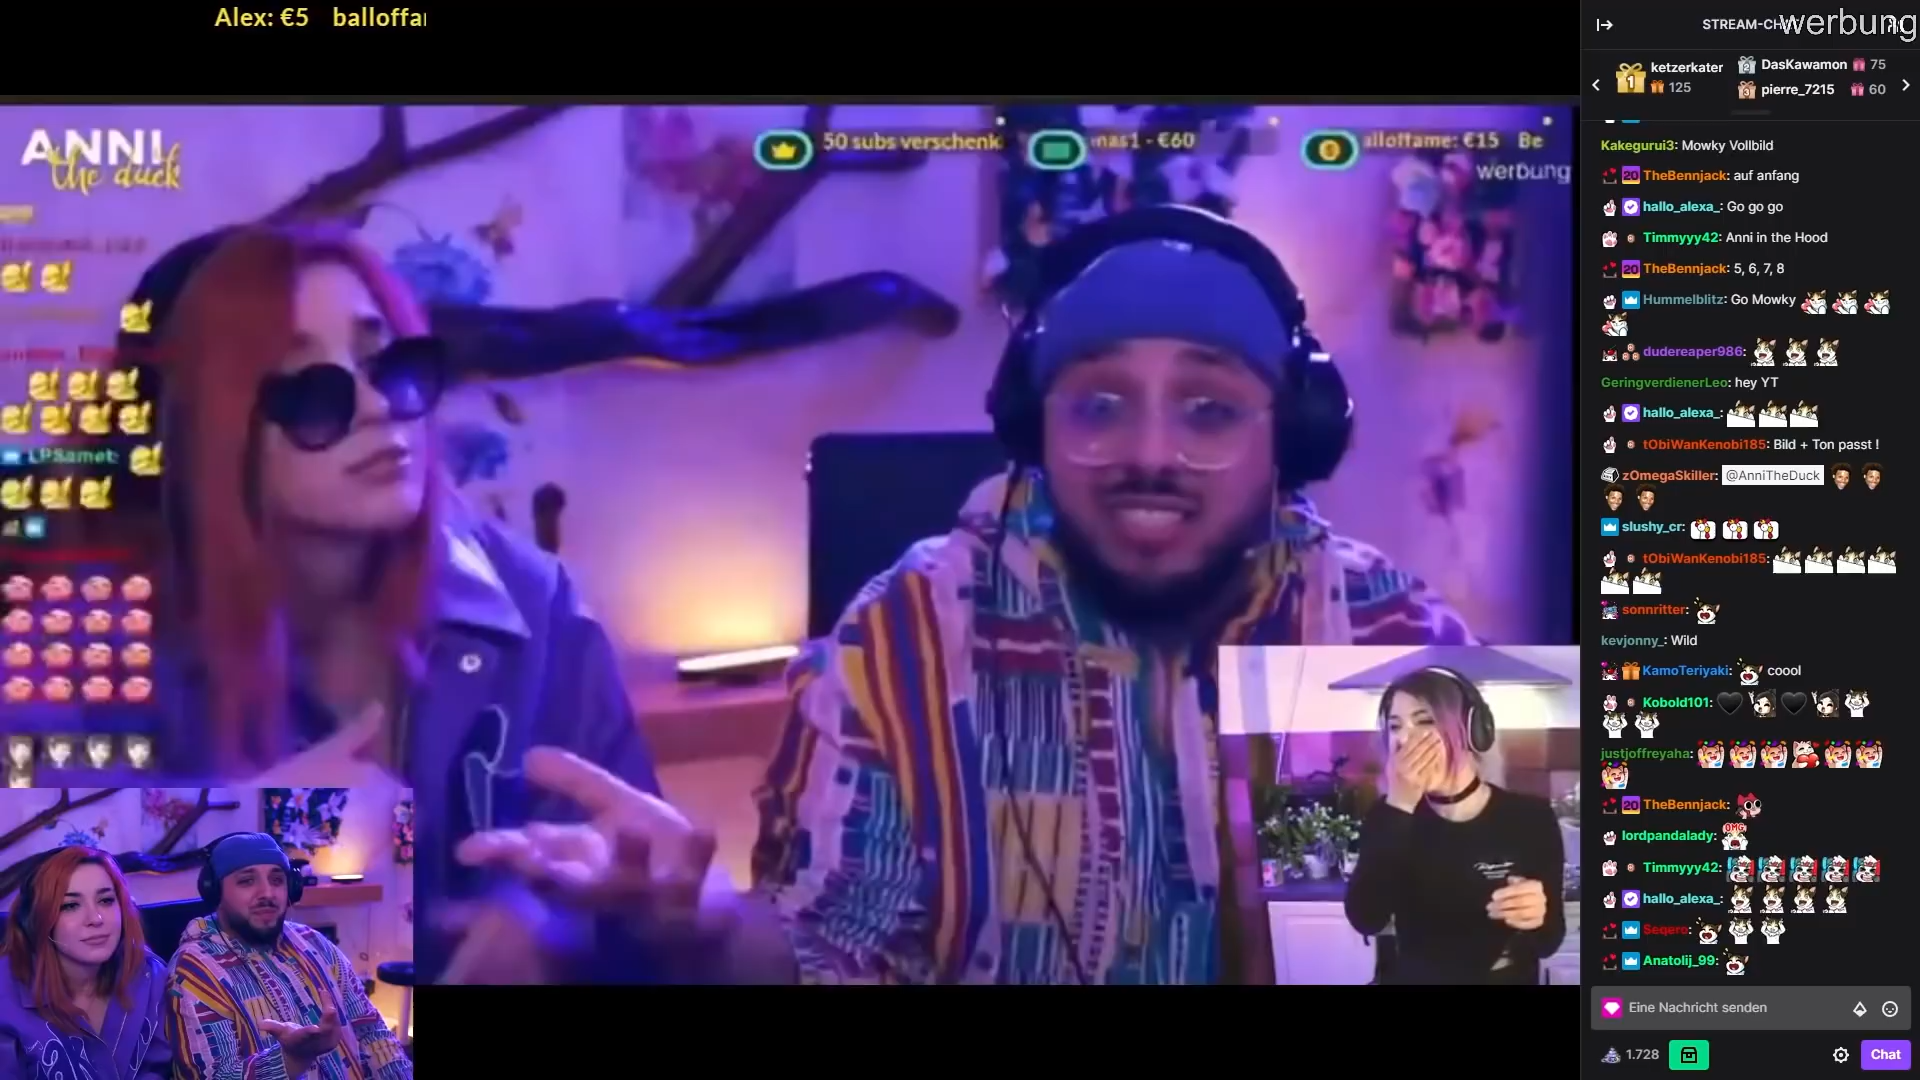 Alex: €5 balloffa
STREAM-CH
werbung
ketzerkater
125
DasKawamon 75
pierre_7215 60
ANNI
the duck
50 subs verschenk
mas1 - €60
alloffame: €15 Be
werbung
LPSamet:
Kakegurui3: Mowky Vollbild
TheBennjack: auf anfang
hallo_alexa_: Go go go
Timmyyy42: Anni in the Hood
TheBennjack: 5, 6, 7, 8
Hummelblitz: Go Mowky
dudereaper986:
GeringverdienerLeo: hey YT
hallo_alexa_:
tObiWanKenobi185: Bild + Ton passt !
zOmegaSkiller: @AnniTheDuck
slushy_cr:
tObiWanKenobi185:
sonnritter:
kevjonny_: Wild
KamoTeriyaki: coool
Kobold101:
justjoffreyaha:
TheBennjack:
lordpandalady: OMG
Timmyyy42:
hallo_alexa_:
Seqero:
Anatolij_99:
Eine Nachricht senden
1.728
Chat